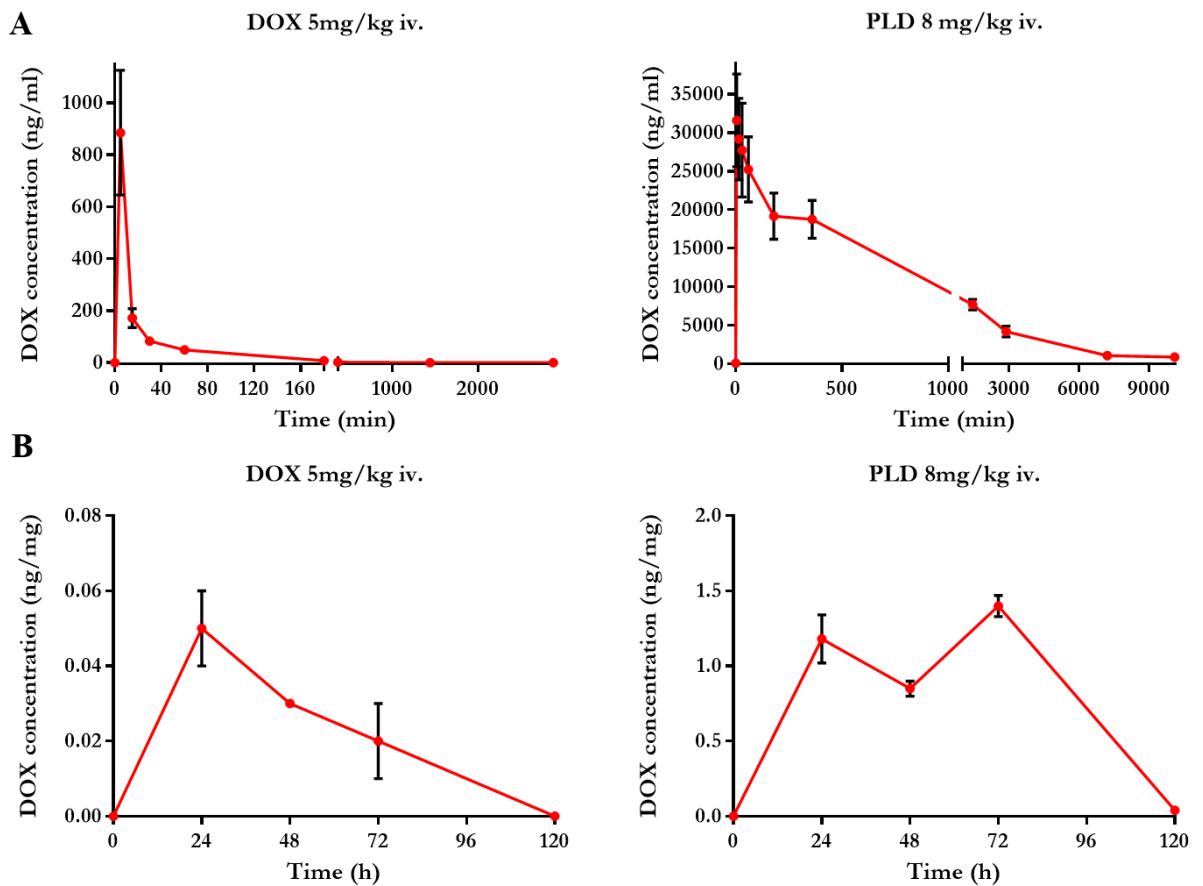 A
DOX 5mg/kg iv.
DOX concentration (ng/ml)
1000
800
600
400
200
0
0 40 80 120 160 1000 2000
Time (min)
PLD 8 mg/kg iv.
DOX concentration (ng/ml)
35000
30000
25000
20000
15000
10000
5000
0
0 500 1000 3000 6000 9000
Time (min)
B
DOX 5mg/kg iv.
DOX concentration (ng/mg)
0.08
0.06
0.04
0.02
0.00
0 24 48 72 96 120
Time (h)
PLD 8mg/kg iv.
DOX concentration (ng/mg)
2.0
1.5
1.0
0.5
0.0
0 24 48 72 96 120
Time (h)